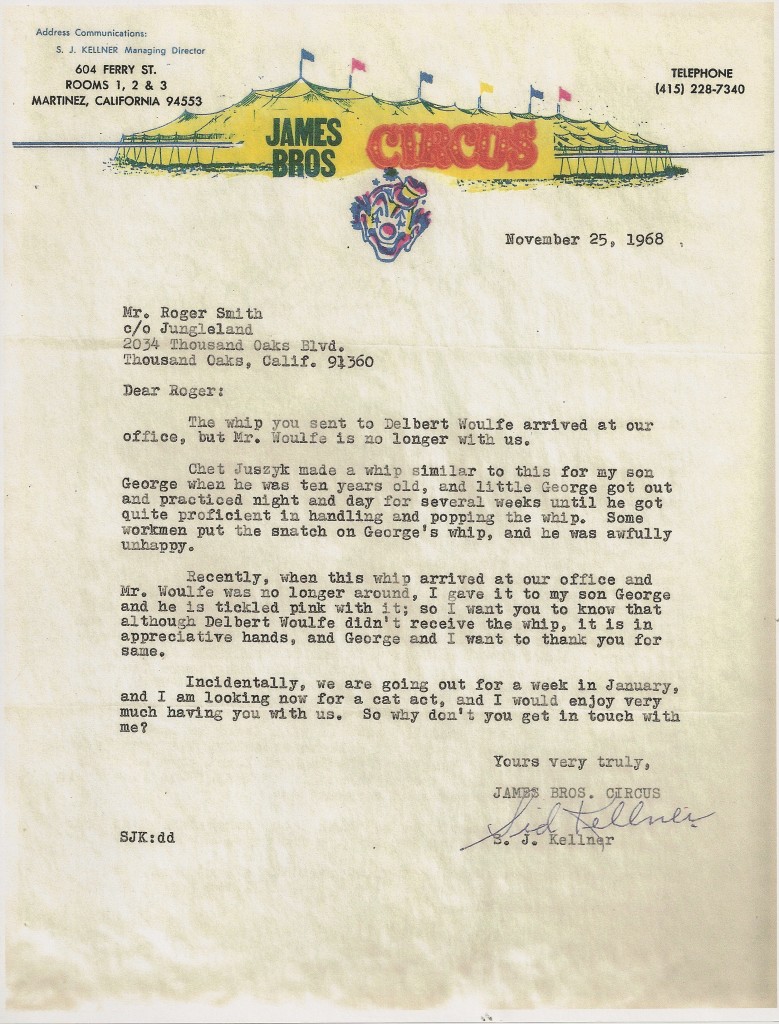 Address Communications:
S. J. KELLNER Managing Director
604 FERRY ST.
ROOMS 1, 2 & 3
MARTINEZ, CALIFORNIA 94553
TELEPHONE
(415) 228-7340
JAMES
BROS
CIRCUS
November 25, 1968
Mr. Roger Smith
c/o Jungleland
2034 Thousand Oaks Blvd.
Thousand Oaks, Calif. 91360
Dear Roger:
The whip you sent to Delbert Woulfe arrived at our
office, but Mr. Woulfe is no longer with us.
Chet Juszyk made a whip similar to this for my son
George when he was ten years old, and little George got out
and practiced night and day for several weeks until he got
quite proficient in handling and popping the whip. Some
workmen put the snatch on George's whip, and he was awfully
unhappy.
Recently, when this whip arrived at our office and
Mr. Woulfe was no longer around, I gave it to my son George
and he is tickled pink with it; so I want you to know that
although Delbert Woulfe didn't receive the whip, it is in
appreciative hands, and George and I want to thank you for
same.
Incidentally, we are going out for a week in January,
and I am looking now for a cat act, and I would enjoy very
much having you with us. So why don't you get in touch with
me?
Yours very truly,
JAMES BROS. CIRCUS
Sid Kellner
S. J. Kellner
SJK:dd